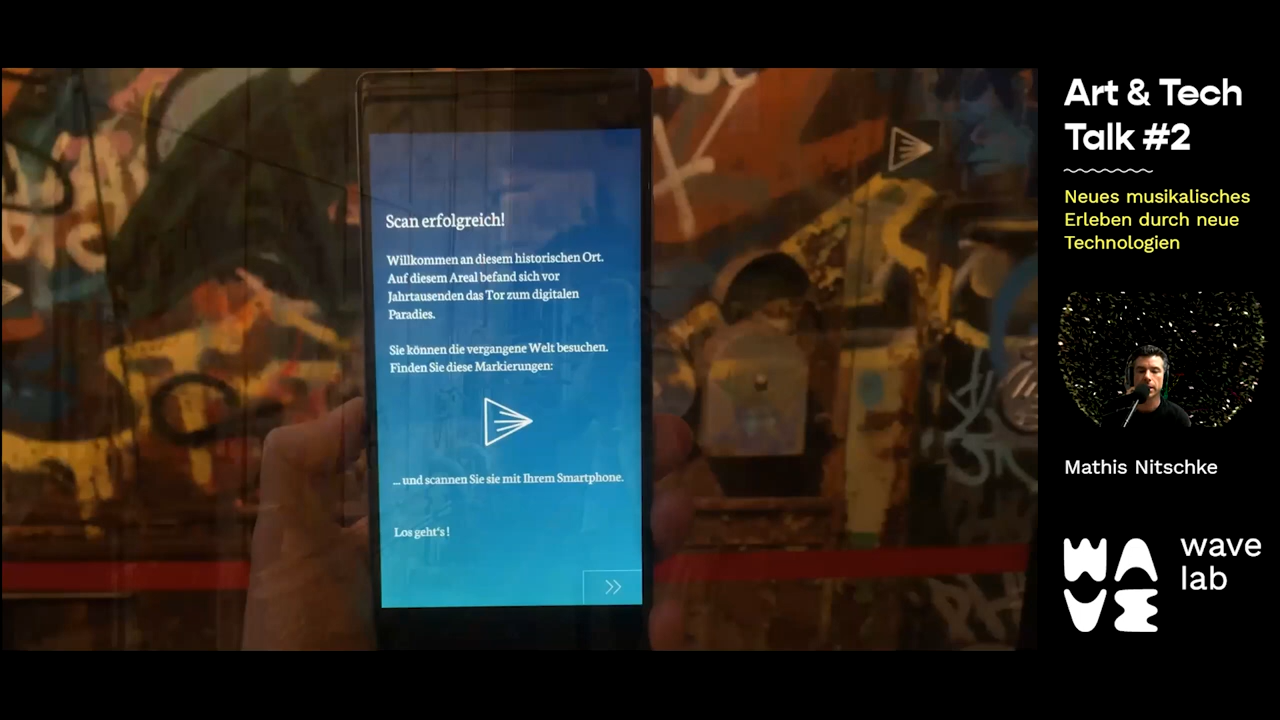 Scan erfolgreich!
Willkommen an diesem historischen Ort.
Auf diesem Areal befand sich vor
Jahrtausenden das Tor zum digitalen
Paradies.
Sie können die vergangene Welt besuchen.
Finden Sie diese Markierungen:
... und scannen Sie sie mit Ihrem Smartphone.
Los geht's!
Art & Tech
Talk #2
Neues musikalisches
Erleben durch neue
Technologien
Mathis Nitschke
WAVE
wave
lab